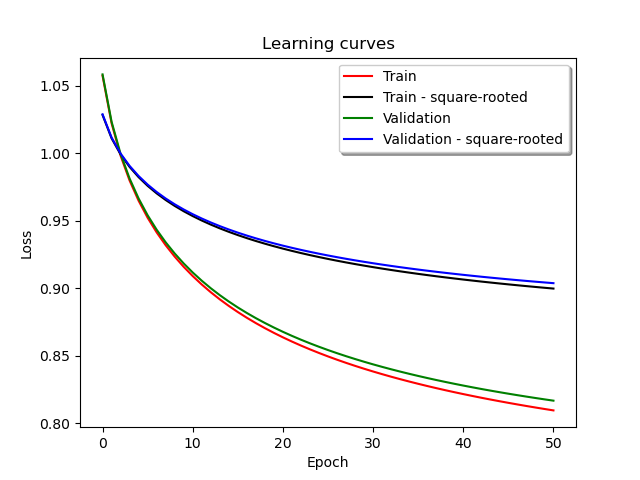 Learning curves
Train
Train - square-rooted
Validation
Validation - square-rooted
1.05
1.00
0.95
0.90
0.85
0.80
Loss
0 10 20 30 40 50
Epoch